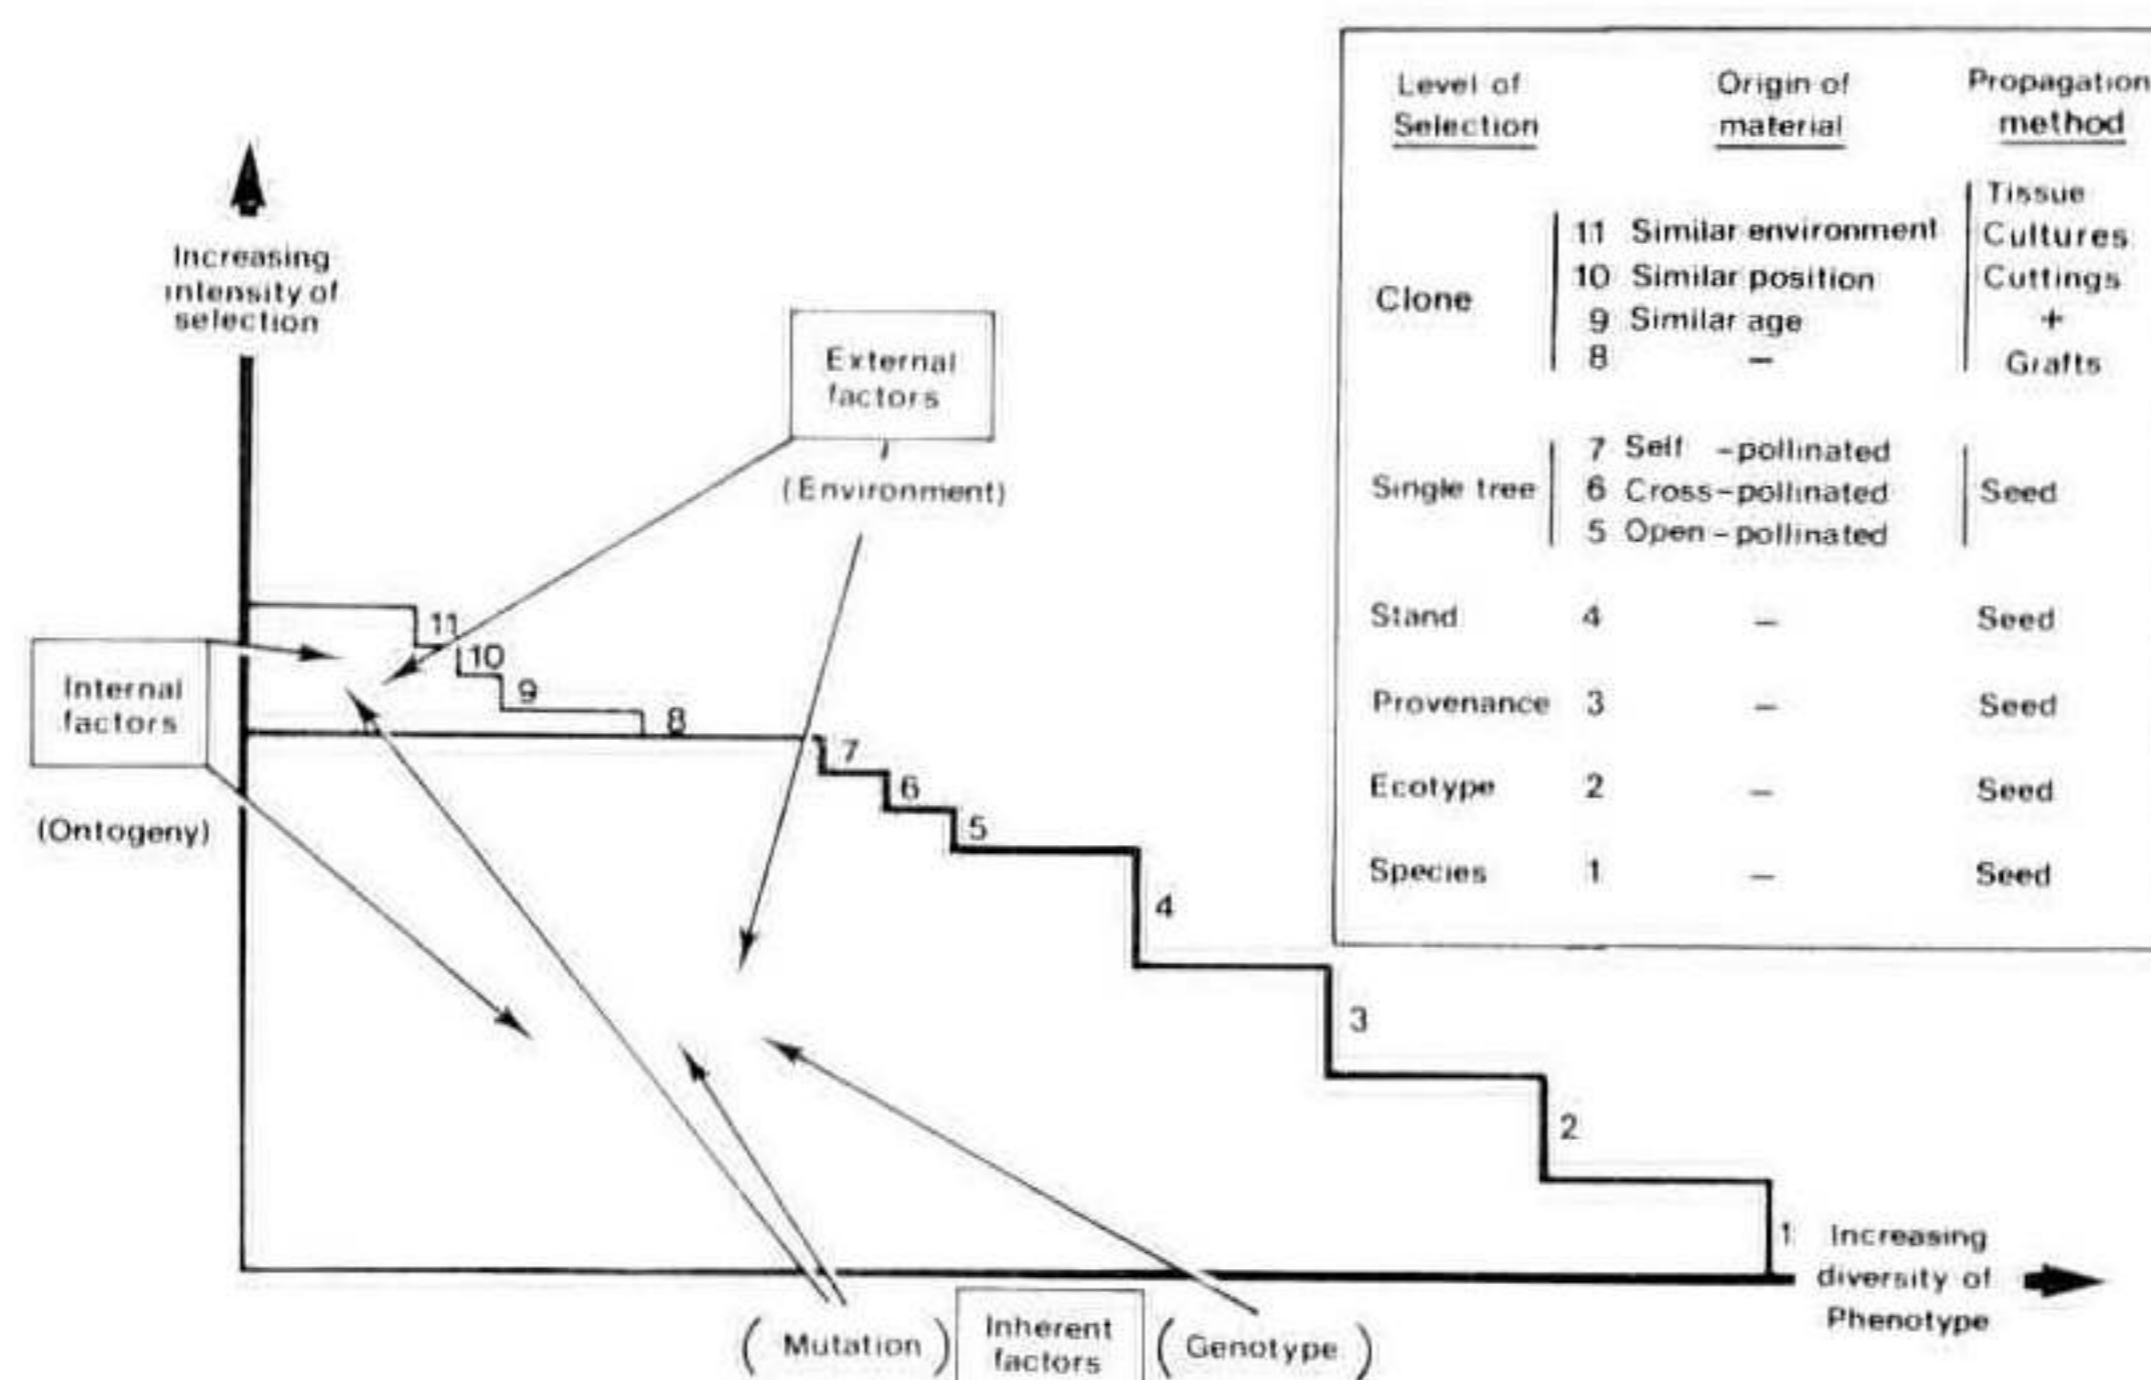 Increasing
intensity of
selection
External
factors
(Environment)
Internal
factors
(Ontogeny)
11
10
9
8
7
6
5
4
3
2
1
Increasing
diversity of
Phenotype
(Mutation)
Inherent
factors
(Genotype)
Level of Origin of Propagation
Selection material method
Clone
11 Similar environment
10 Similar position
9 Similar age
8 –
Tissue
Cultures
Cuttings
+
Grafts
Single tree
7 Self -pollinated
6 Cross-pollinated
5 Open-pollinated
Seed
Stand 4 – Seed
Provenance 3 – Seed
Ecotype 2 – Seed
Species 1 – Seed